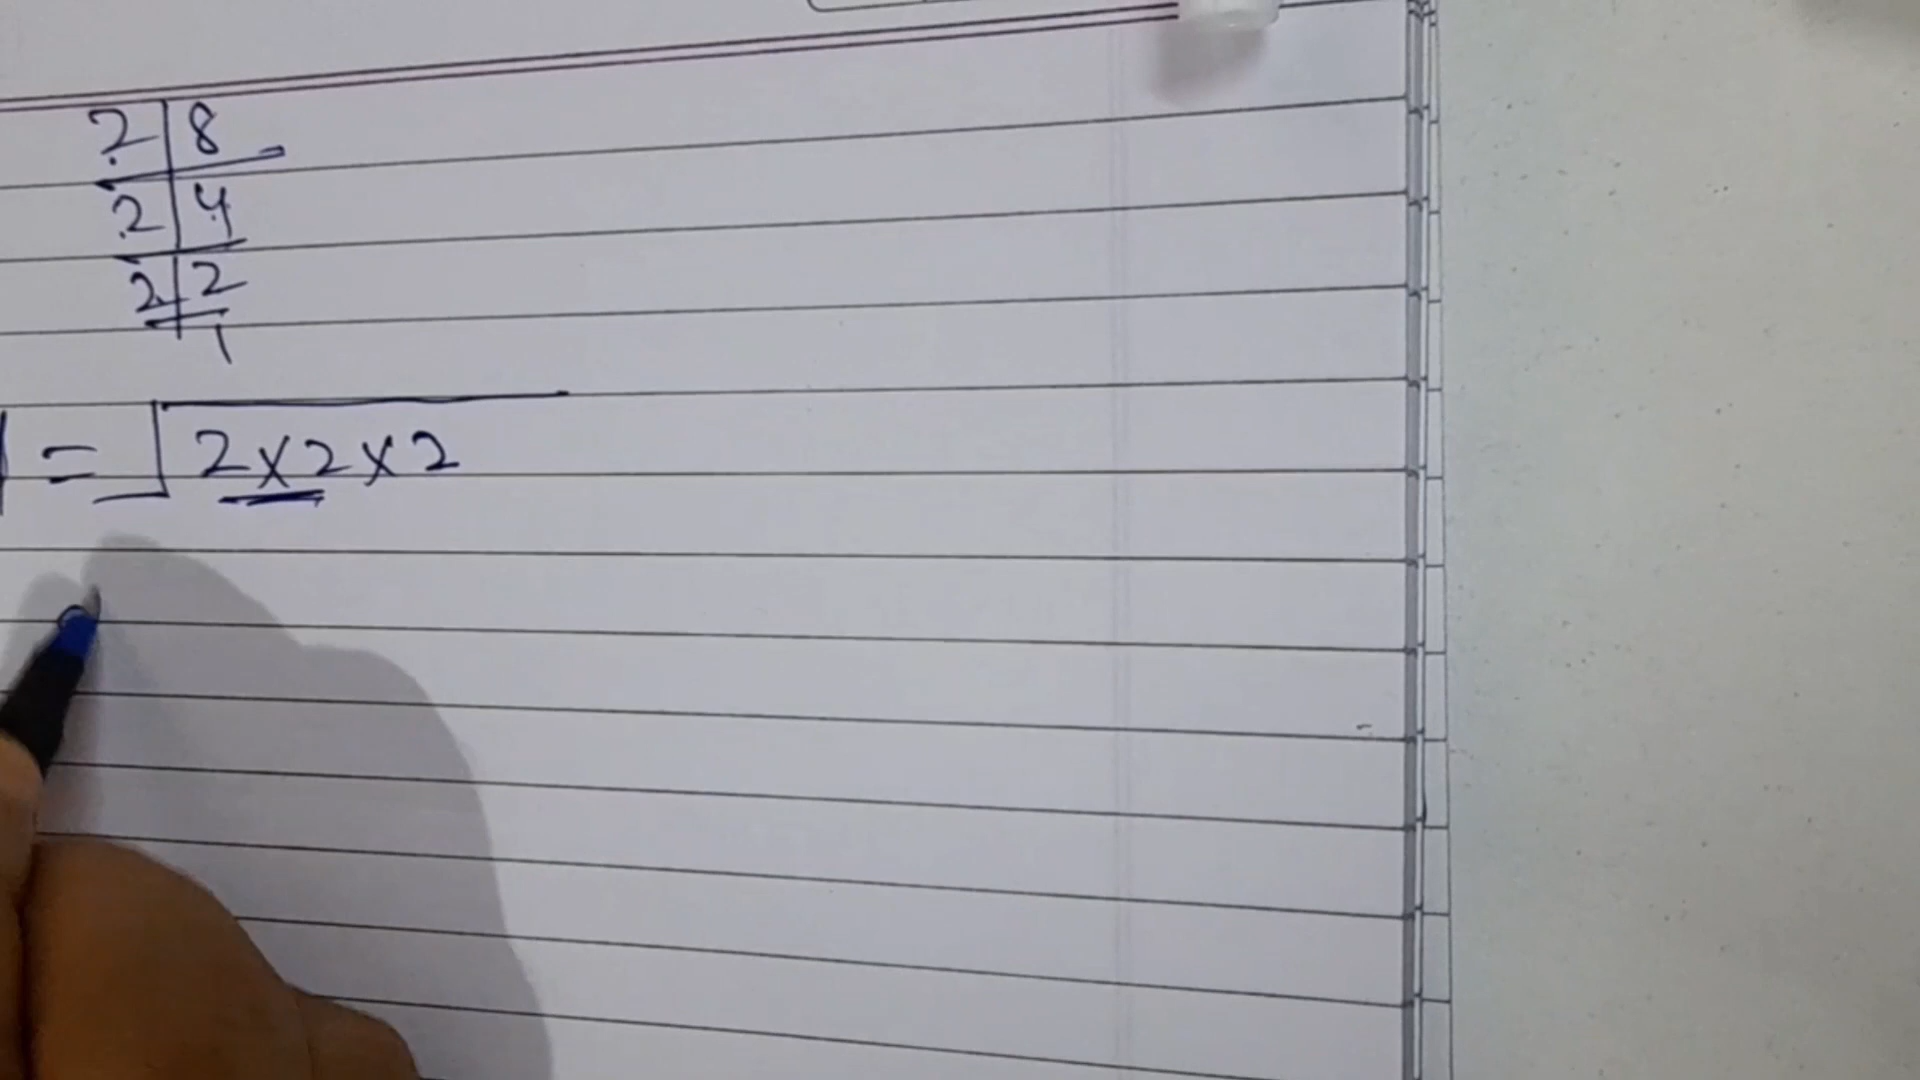 2 | 8
2 | 4
2 | 2
1
= √2×2×2